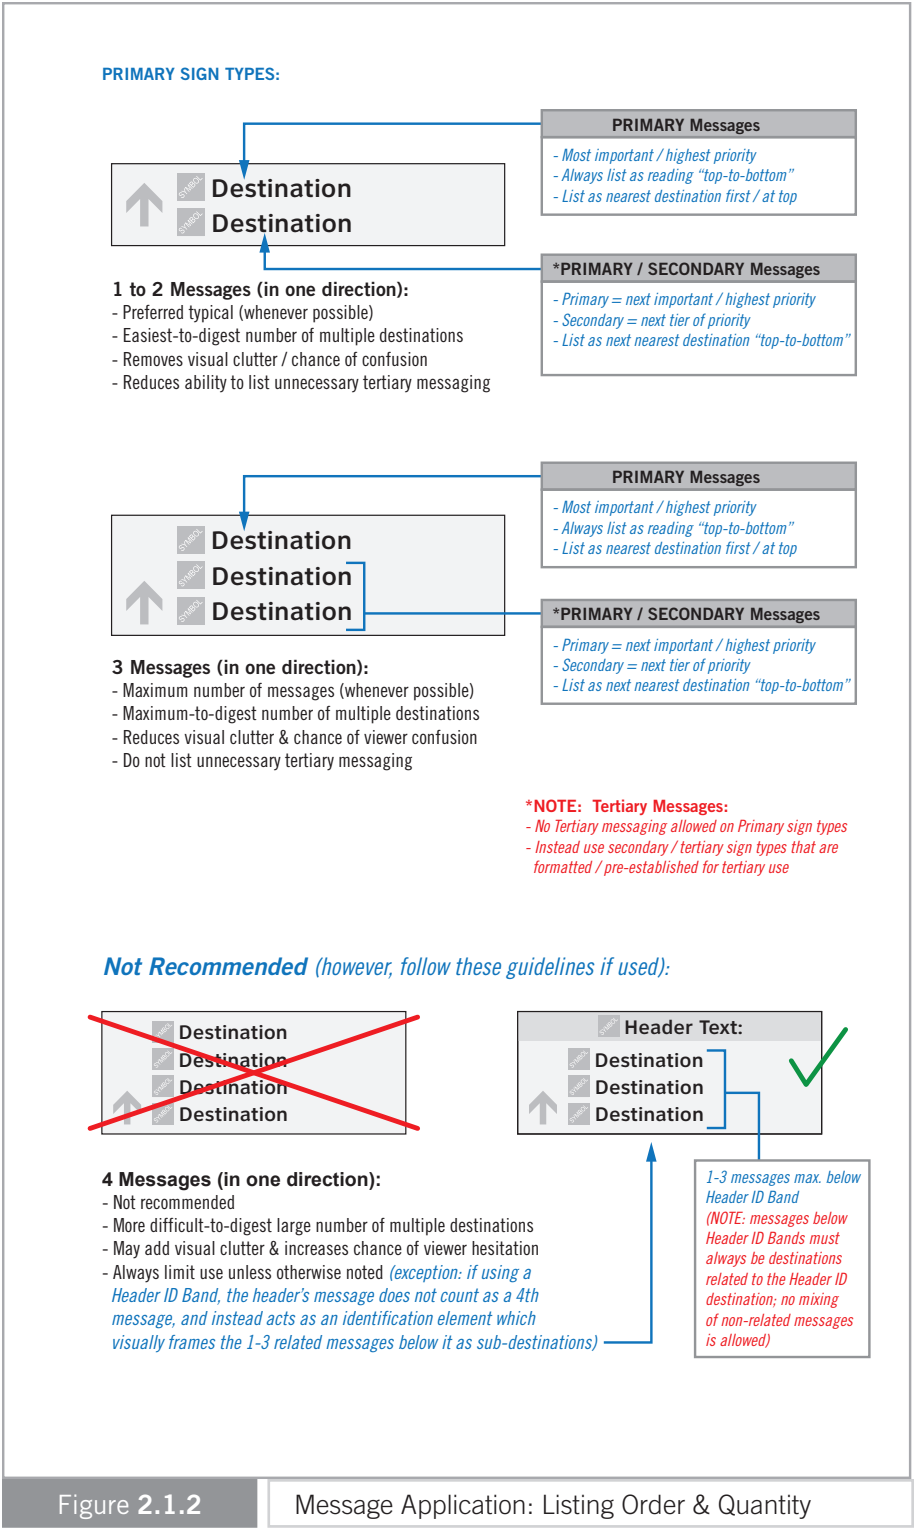 PRIMARY SIGN TYPES:
PRIMARY Messages
- Most important / highest priority
- Always list as reading “top-to-bottom”
- List as nearest destination first / at top
SYMBOL Destination
SYMBOL Destination
*PRIMARY / SECONDARY Messages
- Primary = next important / highest priority
- Secondary = next tier of priority
- List as next nearest destination “top-to-bottom”
1 to 2 Messages (in one direction):
- Preferred typical (whenever possible)
- Easiest-to-digest number of multiple destinations
- Removes visual clutter / chance of confusion
- Reduces ability to list unnecessary tertiary messaging
PRIMARY Messages
- Most important / highest priority
- Always list as reading “top-to-bottom”
- List as nearest destination first / at top
SYMBOL Destination
SYMBOL Destination
SYMBOL Destination
*PRIMARY / SECONDARY Messages
- Primary = next important / highest priority
- Secondary = next tier of priority
- List as next nearest destination “top-to-bottom”
3 Messages (in one direction):
- Maximum number of messages (whenever possible)
- Maximum-to-digest number of multiple destinations
- Reduces visual clutter & chance of viewer confusion
- Do not list unnecessary tertiary messaging
*NOTE: Tertiary Messages:
- No Tertiary messaging allowed on Primary sign types
- Instead use secondary / tertiary sign types that are
formatted / pre-established for tertiary use
Not Recommended (however, follow these guidelines if used):
SYMBOL Destination
SYMBOL Destination
SYMBOL Destination
SYMBOL Destination
SYMBOL Header Text:
SYMBOL Destination
SYMBOL Destination
SYMBOL Destination
4 Messages (in one direction):
- Not recommended
- More difficult-to-digest large number of multiple destinations
- May add visual clutter & increases chance of viewer hesitation
- Always limit use unless otherwise noted (exception: if using a
Header ID Band, the header’s message does not count as a 4th
message, and instead acts as an identification element which
visually frames the 1-3 related messages below it as sub-destinations)
1-3 messages max. below
Header ID Band
(NOTE: messages below
Header ID Bands must
always be destinations
related to the Header ID
destination; no mixing
of non-related messages
is allowed)
Figure 2.1.2
Message Application: Listing Order & Quantity